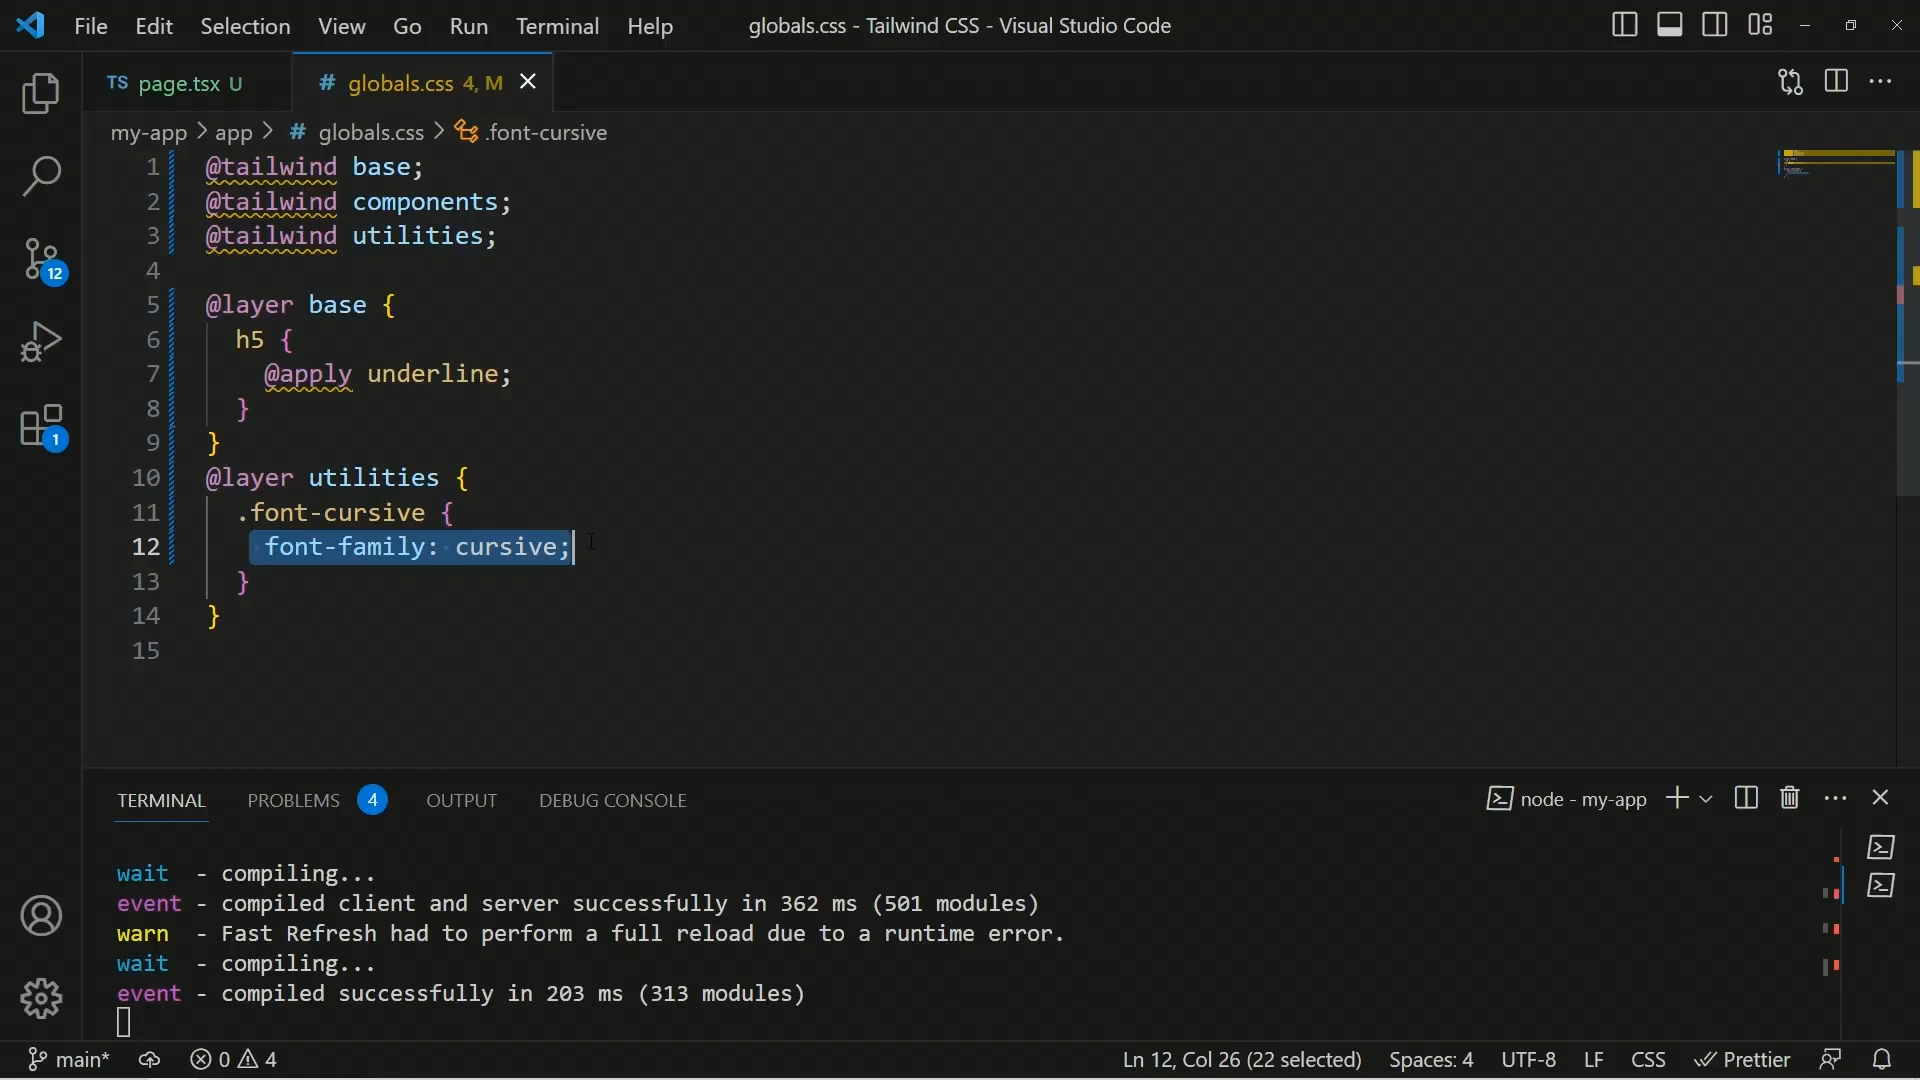 File Edit Selection View Go Run Terminal Help globals.css - Tailwind CSS - Visual Studio Code
TS page.tsx U # globals.css 4, M
my-app > app > # globals.css > .font-cursive
1 @tailwind base;
2 @tailwind components;
3 @tailwind utilities;
4
5 @layer base {
6 h5 {
7 @apply underline;
8 }
9 }
10 @layer utilities {
11 .font-cursive {
12 font-family: cursive;
13 }
14 }
15
12
1
TERMINAL PROBLEMS 4 OUTPUT DEBUG CONSOLE node - my-app
wait - compiling...
event - compiled client and server successfully in 362 ms (501 modules)
warn - Fast Refresh had to perform a full reload due to a runtime error.
wait - compiling...
event - compiled successfully in 203 ms (313 modules)
main* 0 4 Ln 12, Col 26 (22 selected) Spaces: 4 UTF-8 LF CSS Prettier